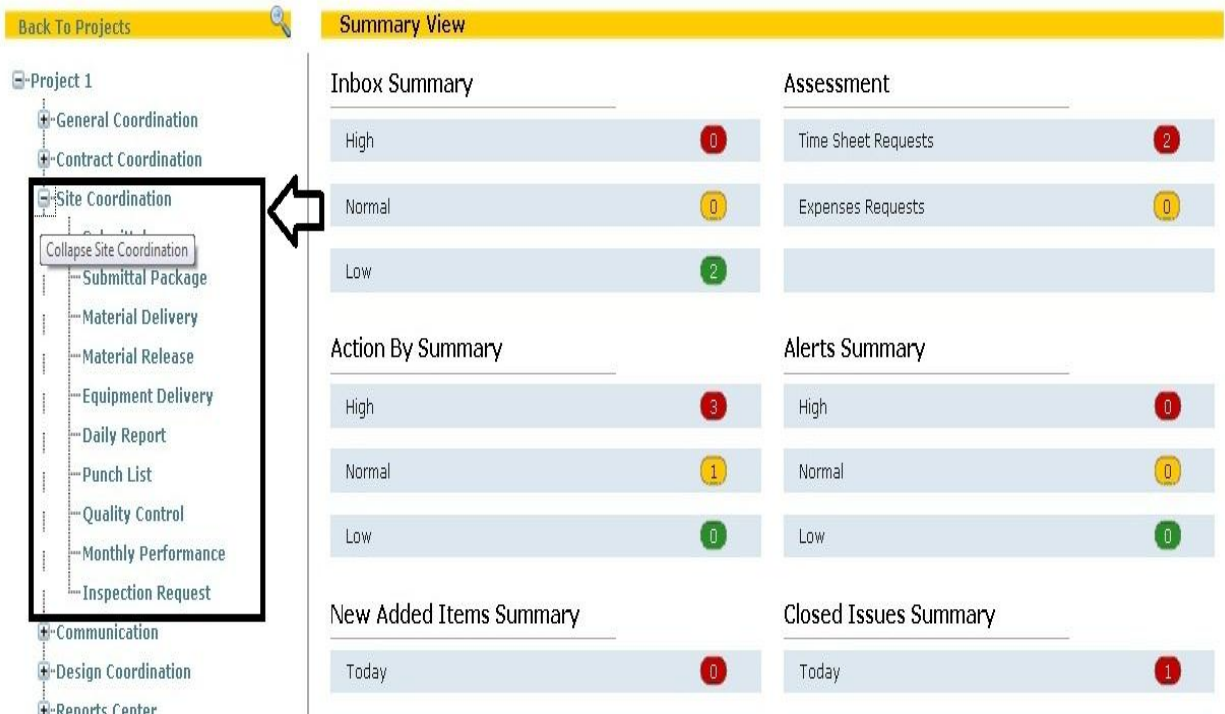 Back To Projects
Project 1
General Coordination
Contract Coordination
Site Coordination
Collapse Site Coordination
Submittal Package
Material Delivery
Material Release
Equipment Delivery
Daily Report
Punch List
Quality Control
Monthly Performance
Inspection Request
Communication
Design Coordination
Reports Center
Summary View
Inbox Summary
High 0
Normal 0
Low 2
Assessment
Time Sheet Requests 2
Expenses Requests 0
Action By Summary
High 3
Normal 1
Low 0
Alerts Summary
High 0
Normal 0
Low 0
New Added Items Summary
Today 0
Closed Issues Summary
Today 1